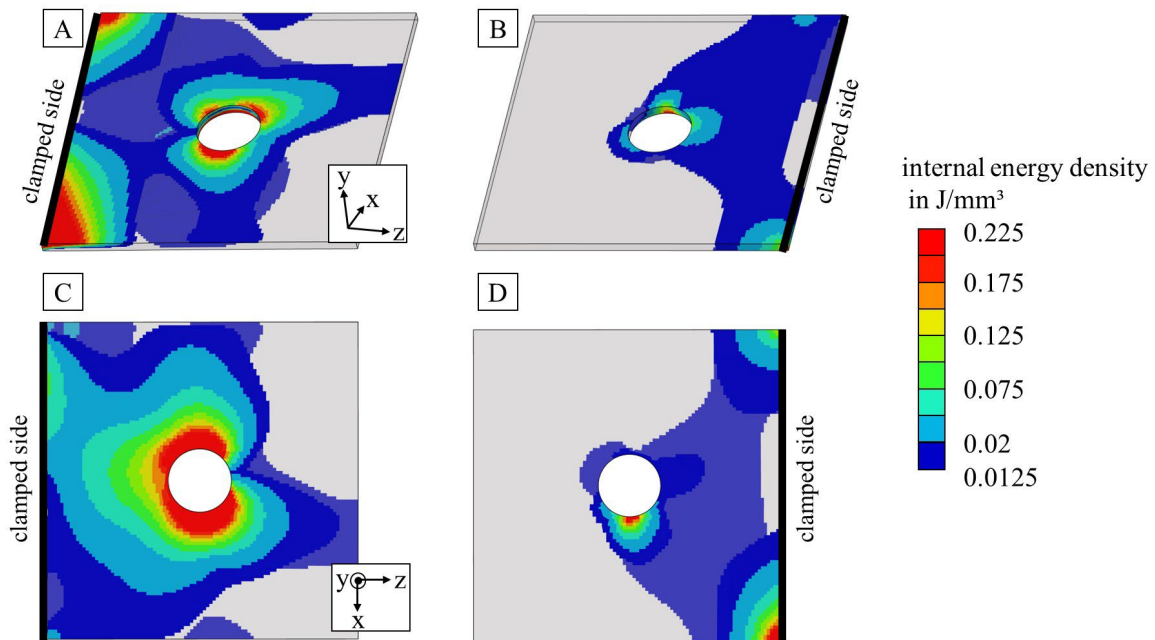 A
B
clamped side
y
x
z
clamped side
internal energy density
in J/mm³
0.225
0.175
0.125
0.075
0.02
0.0125
C
D
clamped side
y
z
x
clamped side